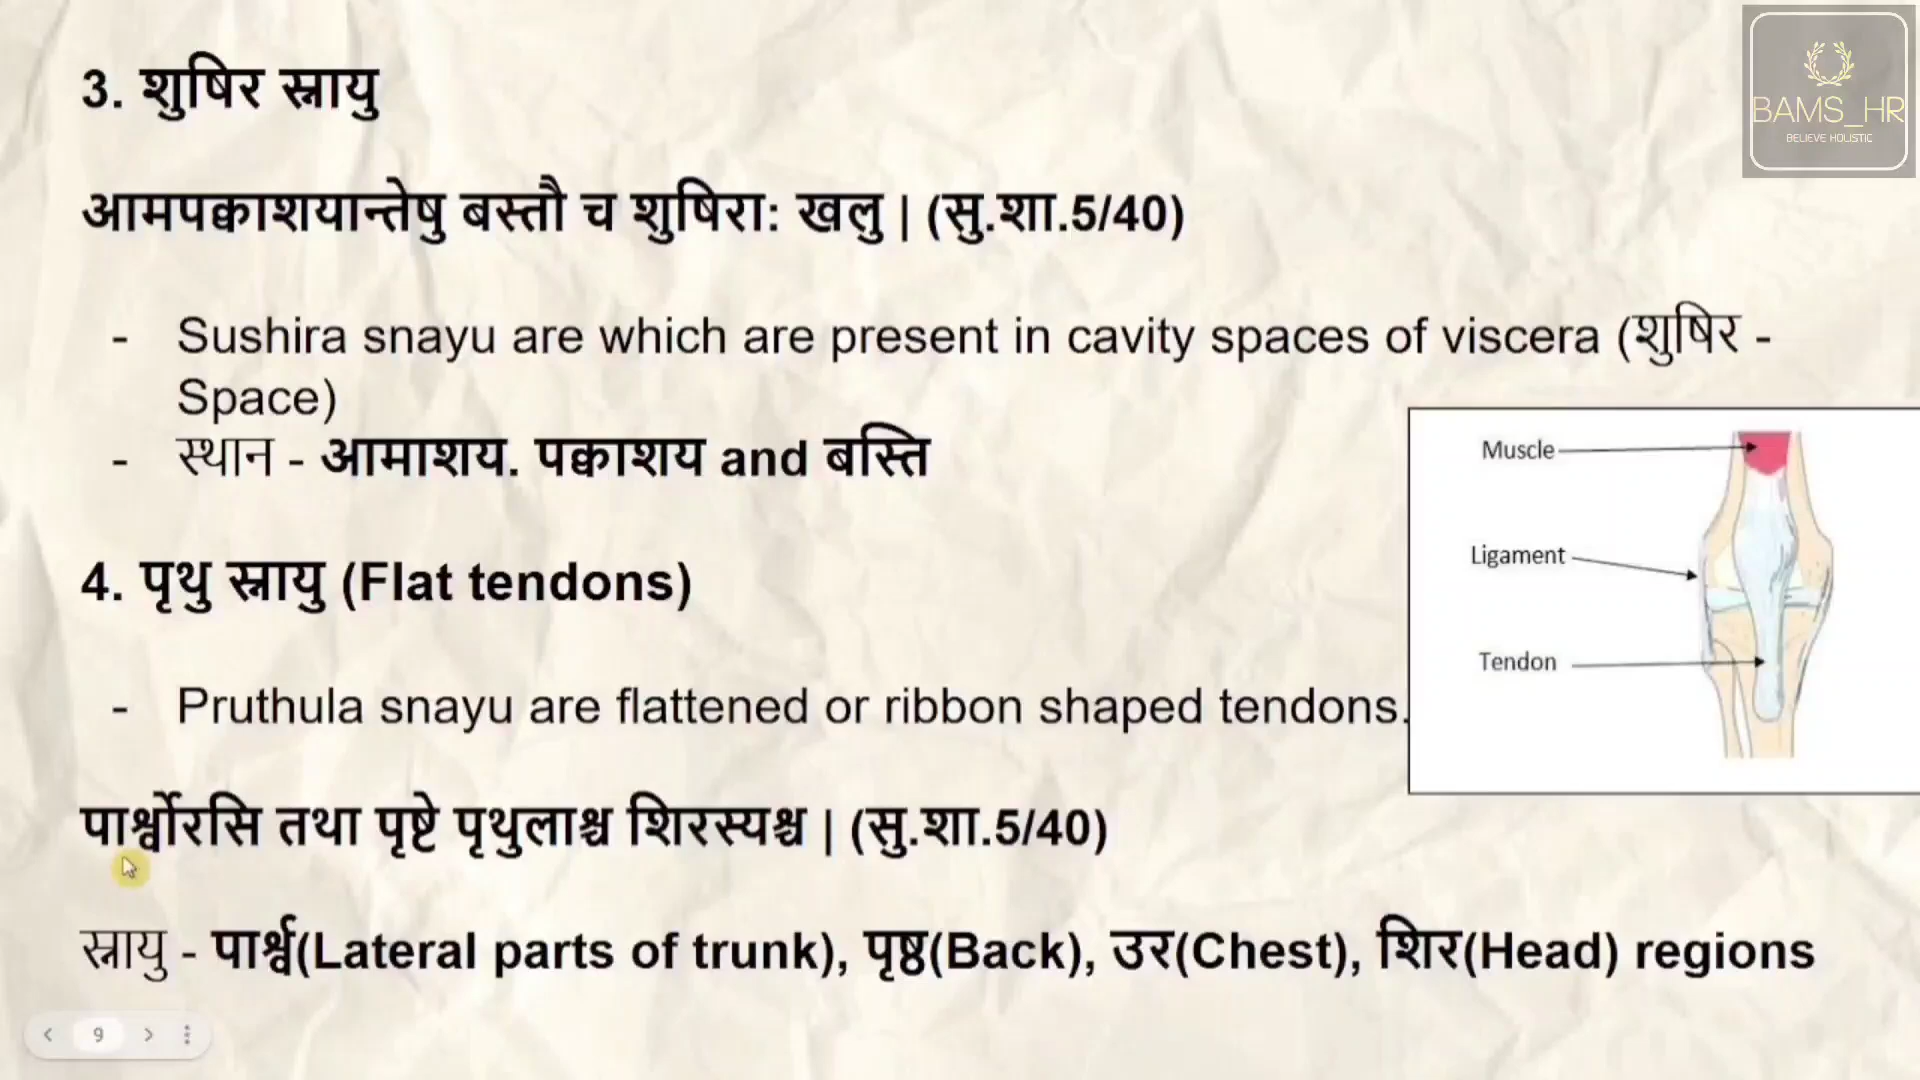 BAMS_HR
BELIEVE HOLISTIC
3. शुषिर स्नायु
आमपक्वाशयान्तेषु बस्तौ च शुषिरा: खलु | (सु.शा.5/40)
- Sushira snayu are which are present in cavity spaces of viscera (शुषिर -
Space)
- स्थान - आमाशय. पक्वाशय and बस्ति
4. पृथु स्नायु (Flat tendons)
- Pruthula snayu are flattened or ribbon shaped tendons.
Muscle
Ligament
Tendon
पार्श्वोरसि तथा पृष्टे पृथुलाश्च शिरस्यश्च | (सु.शा.5/40)
स्नायु - पार्श्व(Lateral parts of trunk), पृष्ठ(Back), उर(Chest), शिर(Head) regions
9